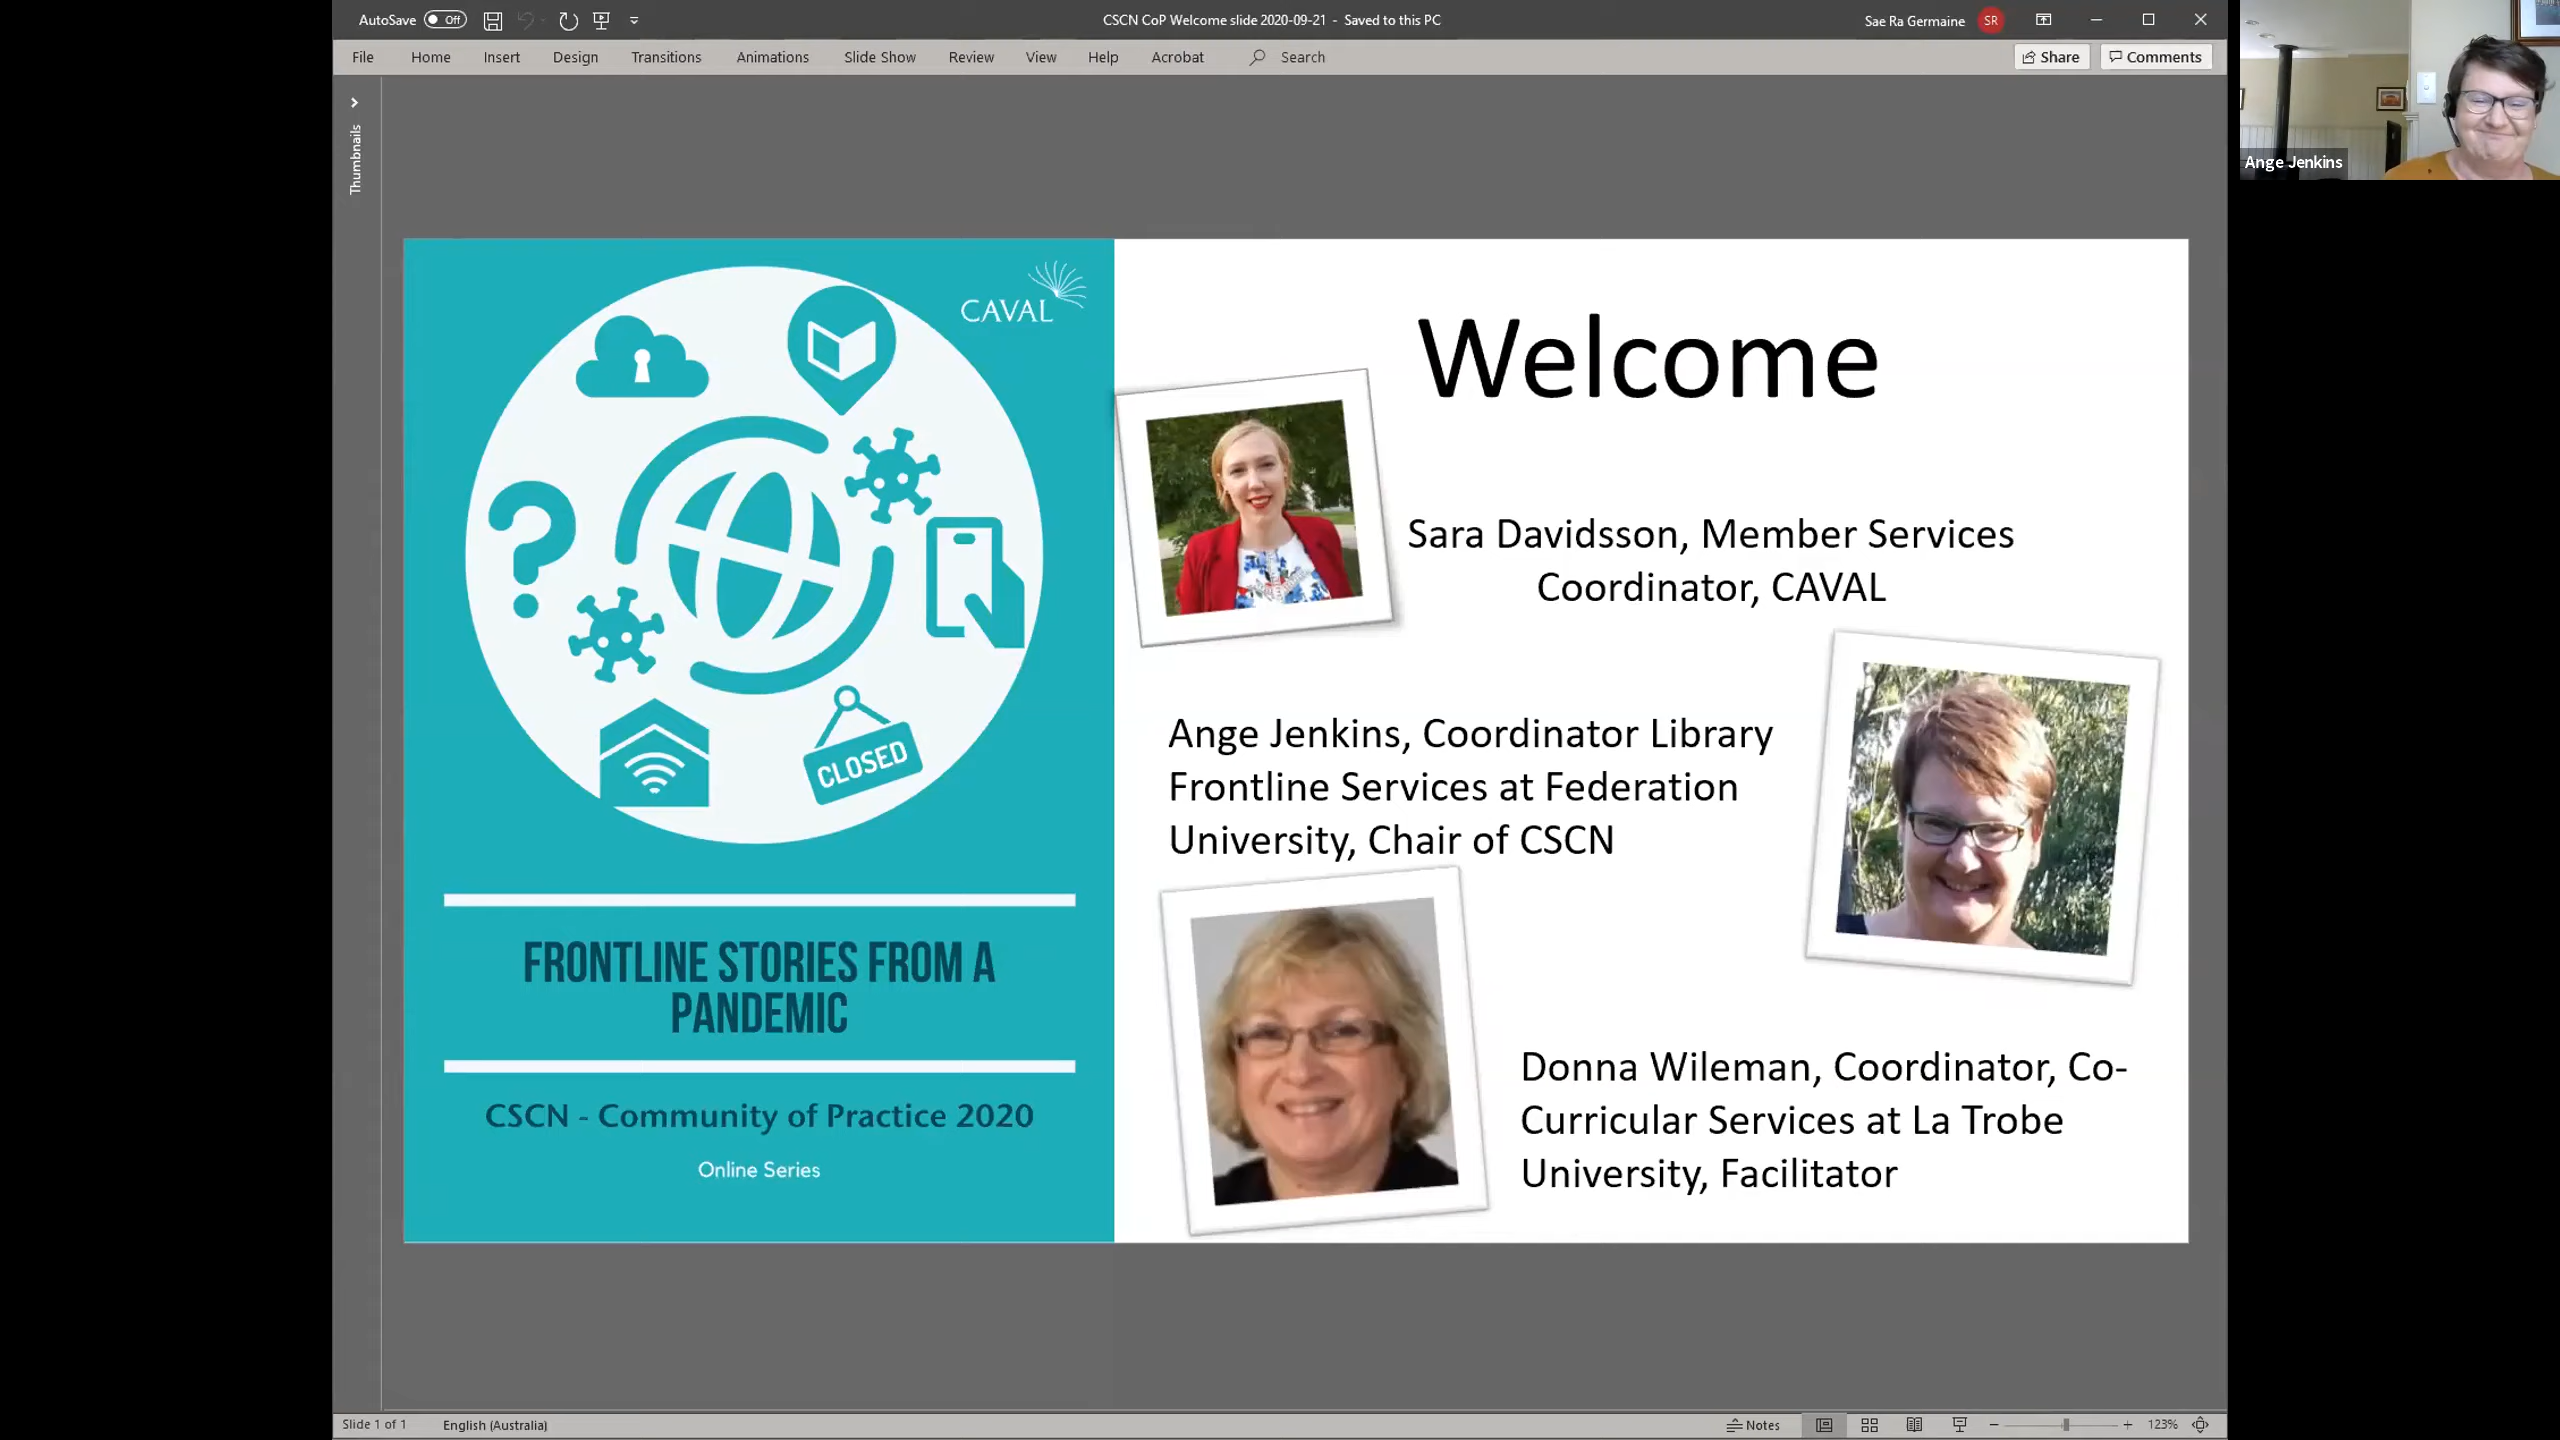 AutoSave Off
CSCN CoP Welcome slide 2020-09-21 - Saved to this PC
Sae Ra Germaine SR
File Home Insert Design Transitions Animations Slide Show Review View Help Acrobat Search
Share Comments
Thumbnails
Ange Jenkins
CAVAL
CLOSED
FRONTLINE STORIES FROM A
PANDEMIC
CSCN - Community of Practice 2020
Online Series
Welcome
Sara Davidsson, Member Services
Coordinator, CAVAL
Ange Jenkins, Coordinator Library
Frontline Services at Federation
University, Chair of CSCN
Donna Wileman, Coordinator, Co-
Curricular Services at La Trobe
University, Facilitator
Slide 1 of 1 English (Australia)
Notes 123%